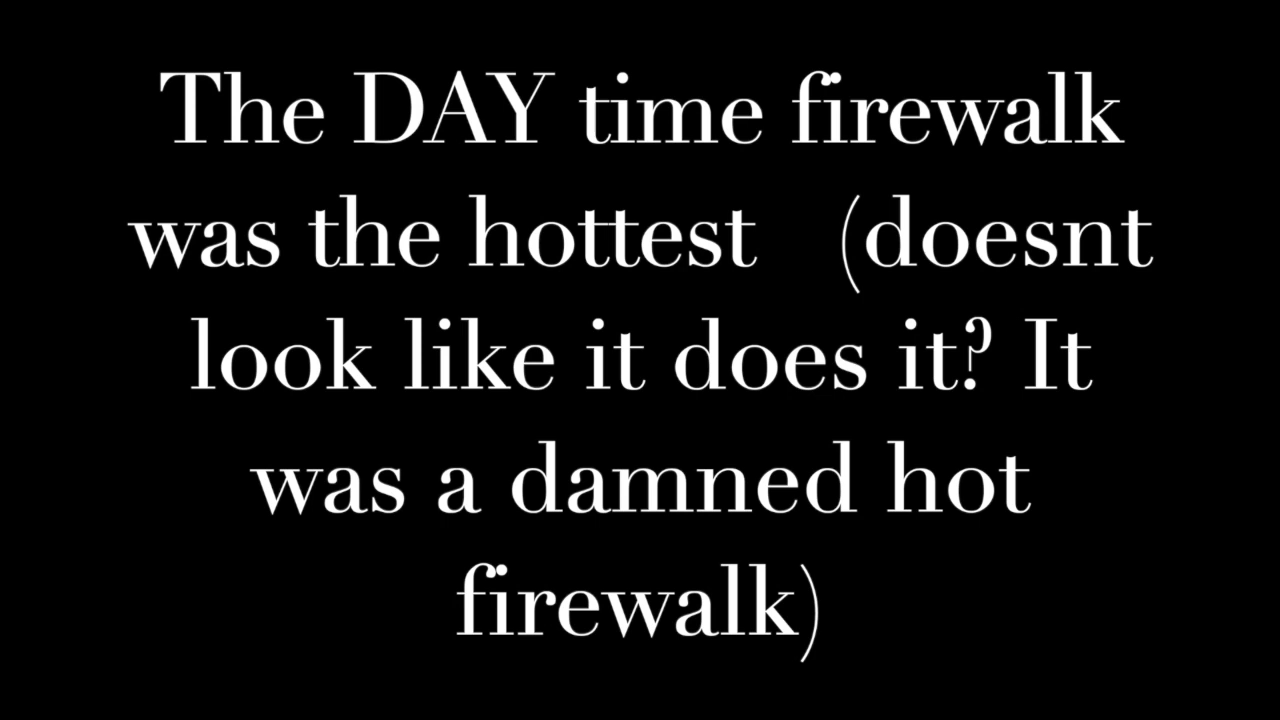 The DAY time firewalk
was the hottest (doesnt
look like it does it? It
was a damned hot
firewalk)